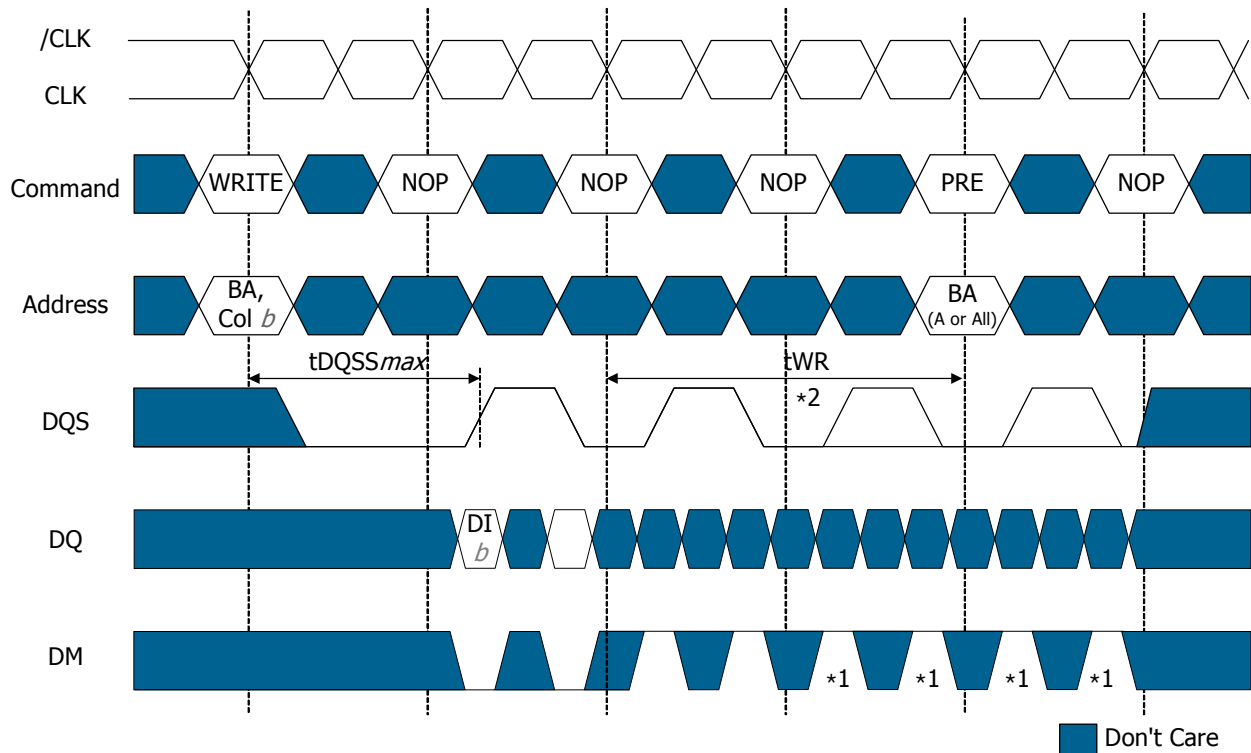 /CLK
CLK
Command
WRITE
NOP
NOP
NOP
PRE
NOP
Address
BA,
Col b
BA
(A or All)
tDQSSmax
tWR
DQS
*2
DQ
DI
b
DM
*1
*1
*1
*1
Don't Care